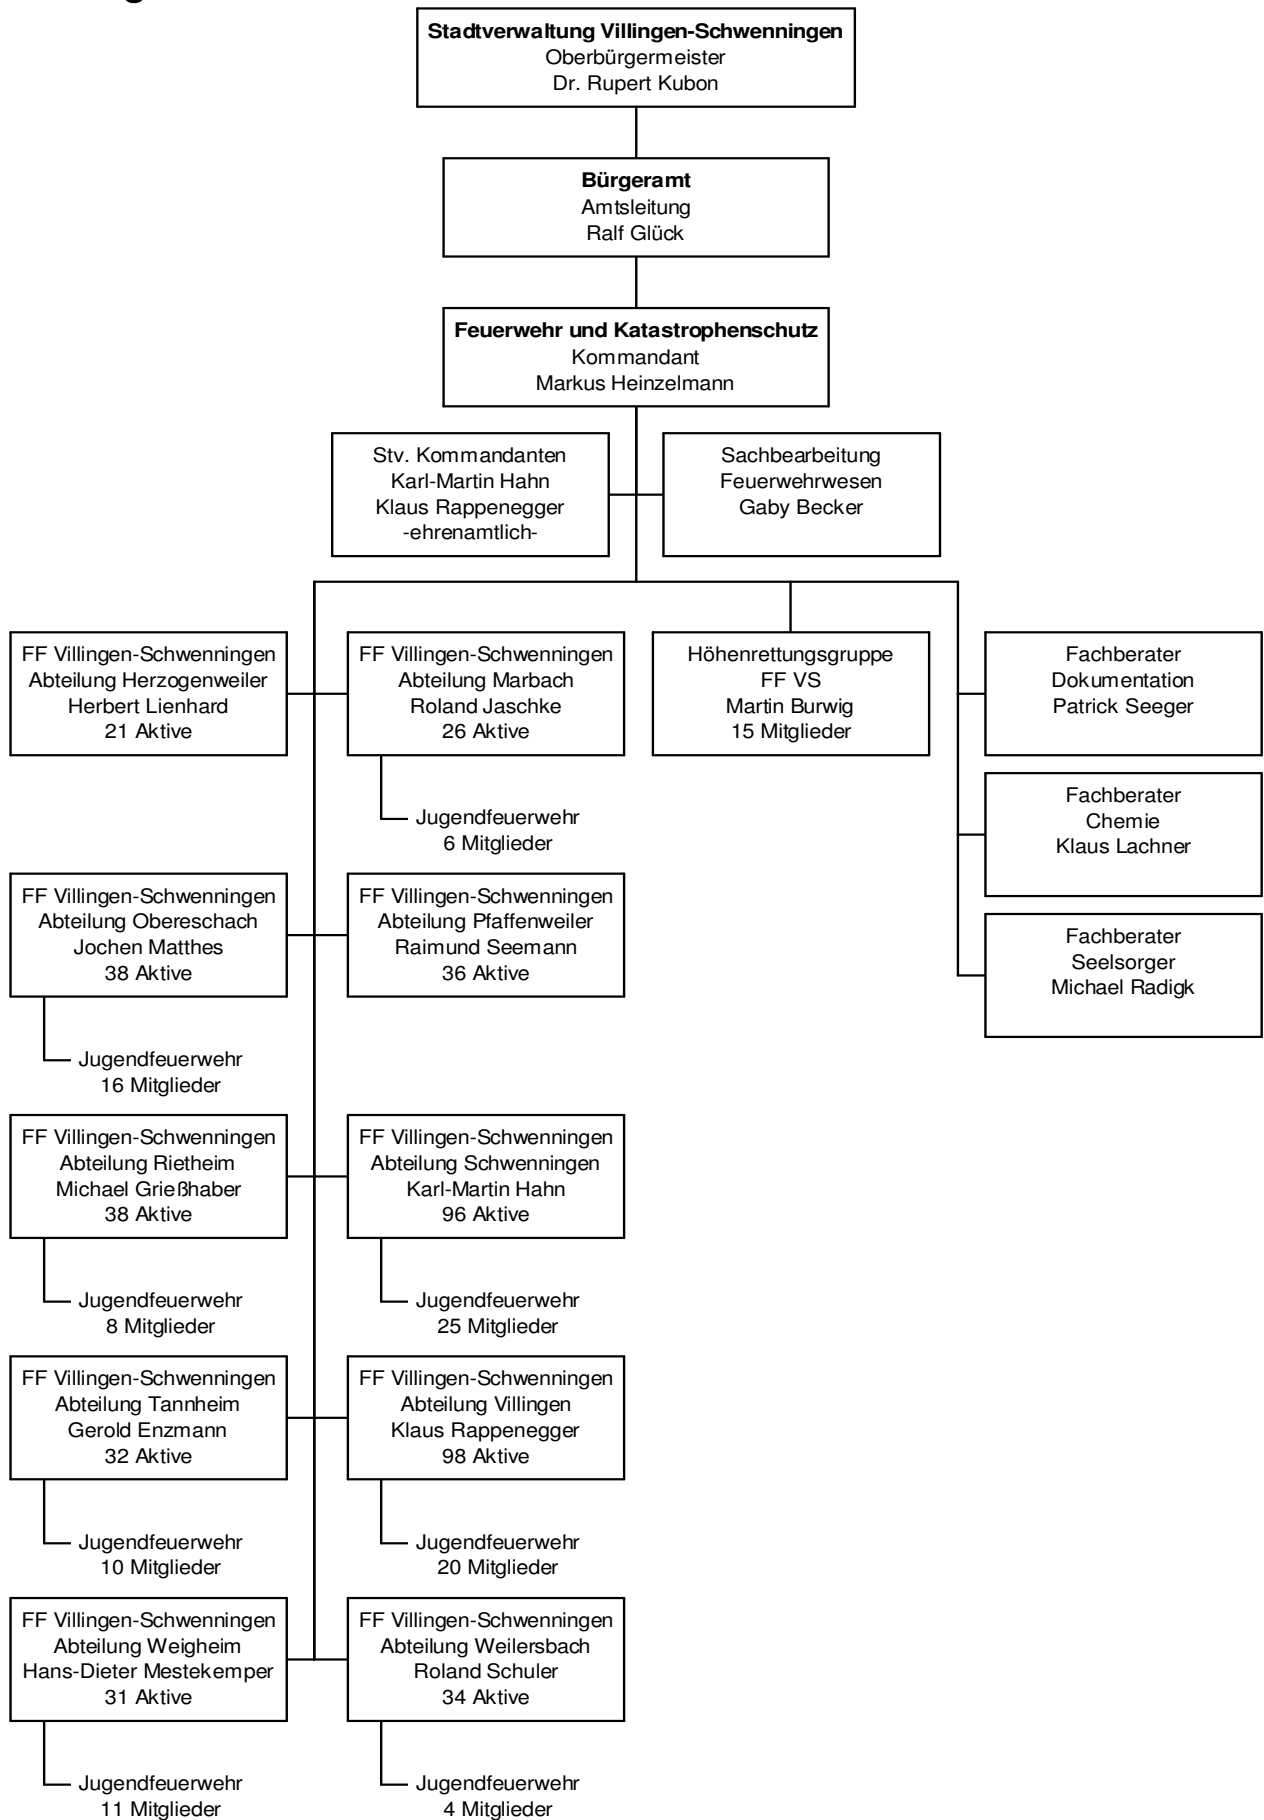 Stadtverwaltung Villingen-Schwenningen
Oberbürgermeister
Dr. Rupert Kubon
Bürgeramt
Amtsleitung
Ralf Glück
Feuerwehr und Katastrophenschutz
Kommandant
Markus Heinzelmann
Stv. Kommandanten
Karl-Martin Hahn
Klaus Rappenegger
-ehrenamtlich-
Sachbearbeitung
Feuerwehrwesen
Gaby Becker
FF Villingen-Schwenningen
Abteilung Herzogenweiler
Herbert Lienhard
21 Aktive
FF Villingen-Schwenningen
Abteilung Marbach
Roland Jaschke
26 Aktive
Jugendfeuerwehr
6 Mitglieder
Höhenrettungsgruppe
FF VS
Martin Burwig
15 Mitglieder
Fachberater
Dokumentation
Patrick Seeger
Fachberater
Chemie
Klaus Lachner
Fachberater
Seelsorger
Michael Radigk
FF Villingen-Schwenningen
Abteilung Obereschach
Jochen Matthes
38 Aktive
Jugendfeuerwehr
16 Mitglieder
FF Villingen-Schwenningen
Abteilung Pfaffenweiler
Raimund Seemann
36 Aktive
FF Villingen-Schwenningen
Abteilung Rietheim
Michael Grießhaber
38 Aktive
Jugendfeuerwehr
8 Mitglieder
FF Villingen-Schwenningen
Abteilung Schwenningen
Karl-Martin Hahn
96 Aktive
Jugendfeuerwehr
25 Mitglieder
FF Villingen-Schwenningen
Abteilung Tannheim
Gerold Enzmann
32 Aktive
Jugendfeuerwehr
10 Mitglieder
FF Villingen-Schwenningen
Abteilung Villingen
Klaus Rappenegger
98 Aktive
Jugendfeuerwehr
20 Mitglieder
FF Villingen-Schwenningen
Abteilung Weigheim
Hans-Dieter Mestekemper
31 Aktive
Jugendfeuerwehr
11 Mitglieder
FF Villingen-Schwenningen
Abteilung Weilersbach
Roland Schuler
34 Aktive
Jugendfeuerwehr
4 Mitglieder